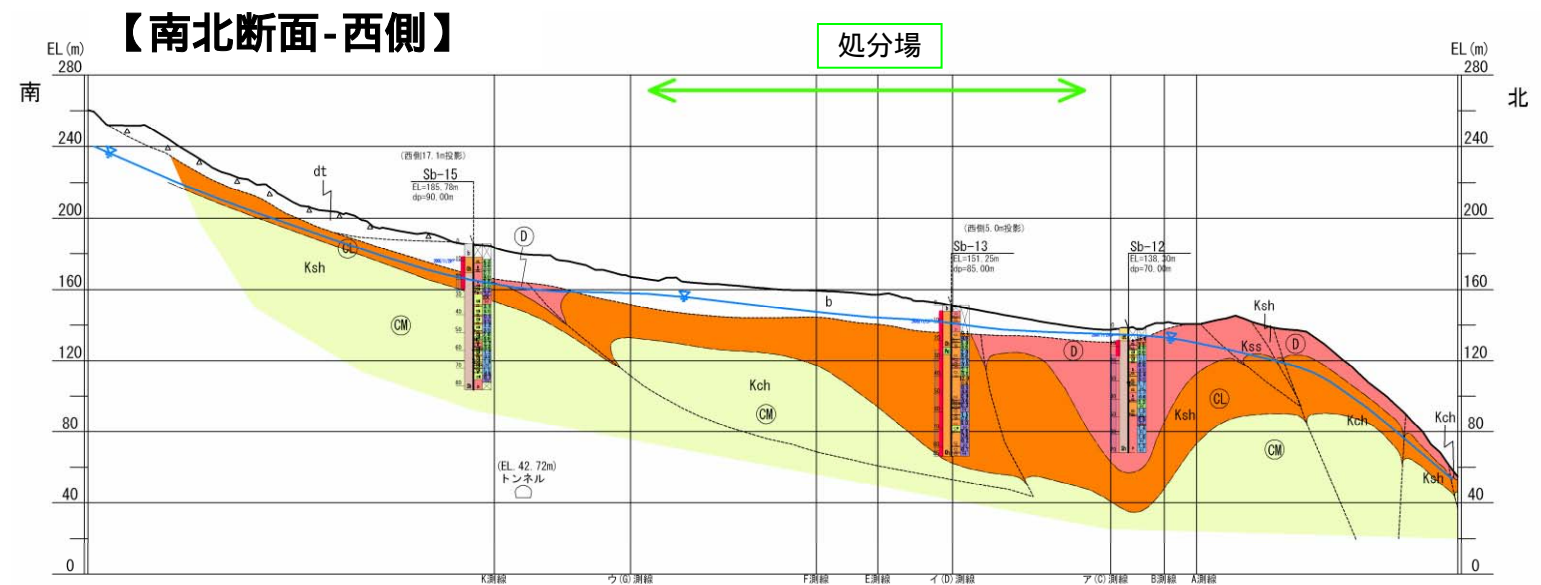 【南北断面-西側】
処分場
EL(m)
EL(m)
南
北
280
280
240
240
200
200
160
160
120
120
80
80
40
40
0
0
(西側17.1m投影)
Sb-15
EL=185.78m
dp=90.00m
dt
D
CL
Ksh
CM
(西側5.0m投影)
Sb-13
EL=151.25m
dp=85.00m
Sb-12
EL=138.30m
dp=70.00m
b
Ksh
Kss
D
D
Kch
CM
Ksh
CL
CM
Kch
Kch
Ksh
(EL. 42.72m)
トンネル
K測線
ウ(G)測線
F測線
E測線
イ(D)測線
ア(C)測線
B測線
A測線